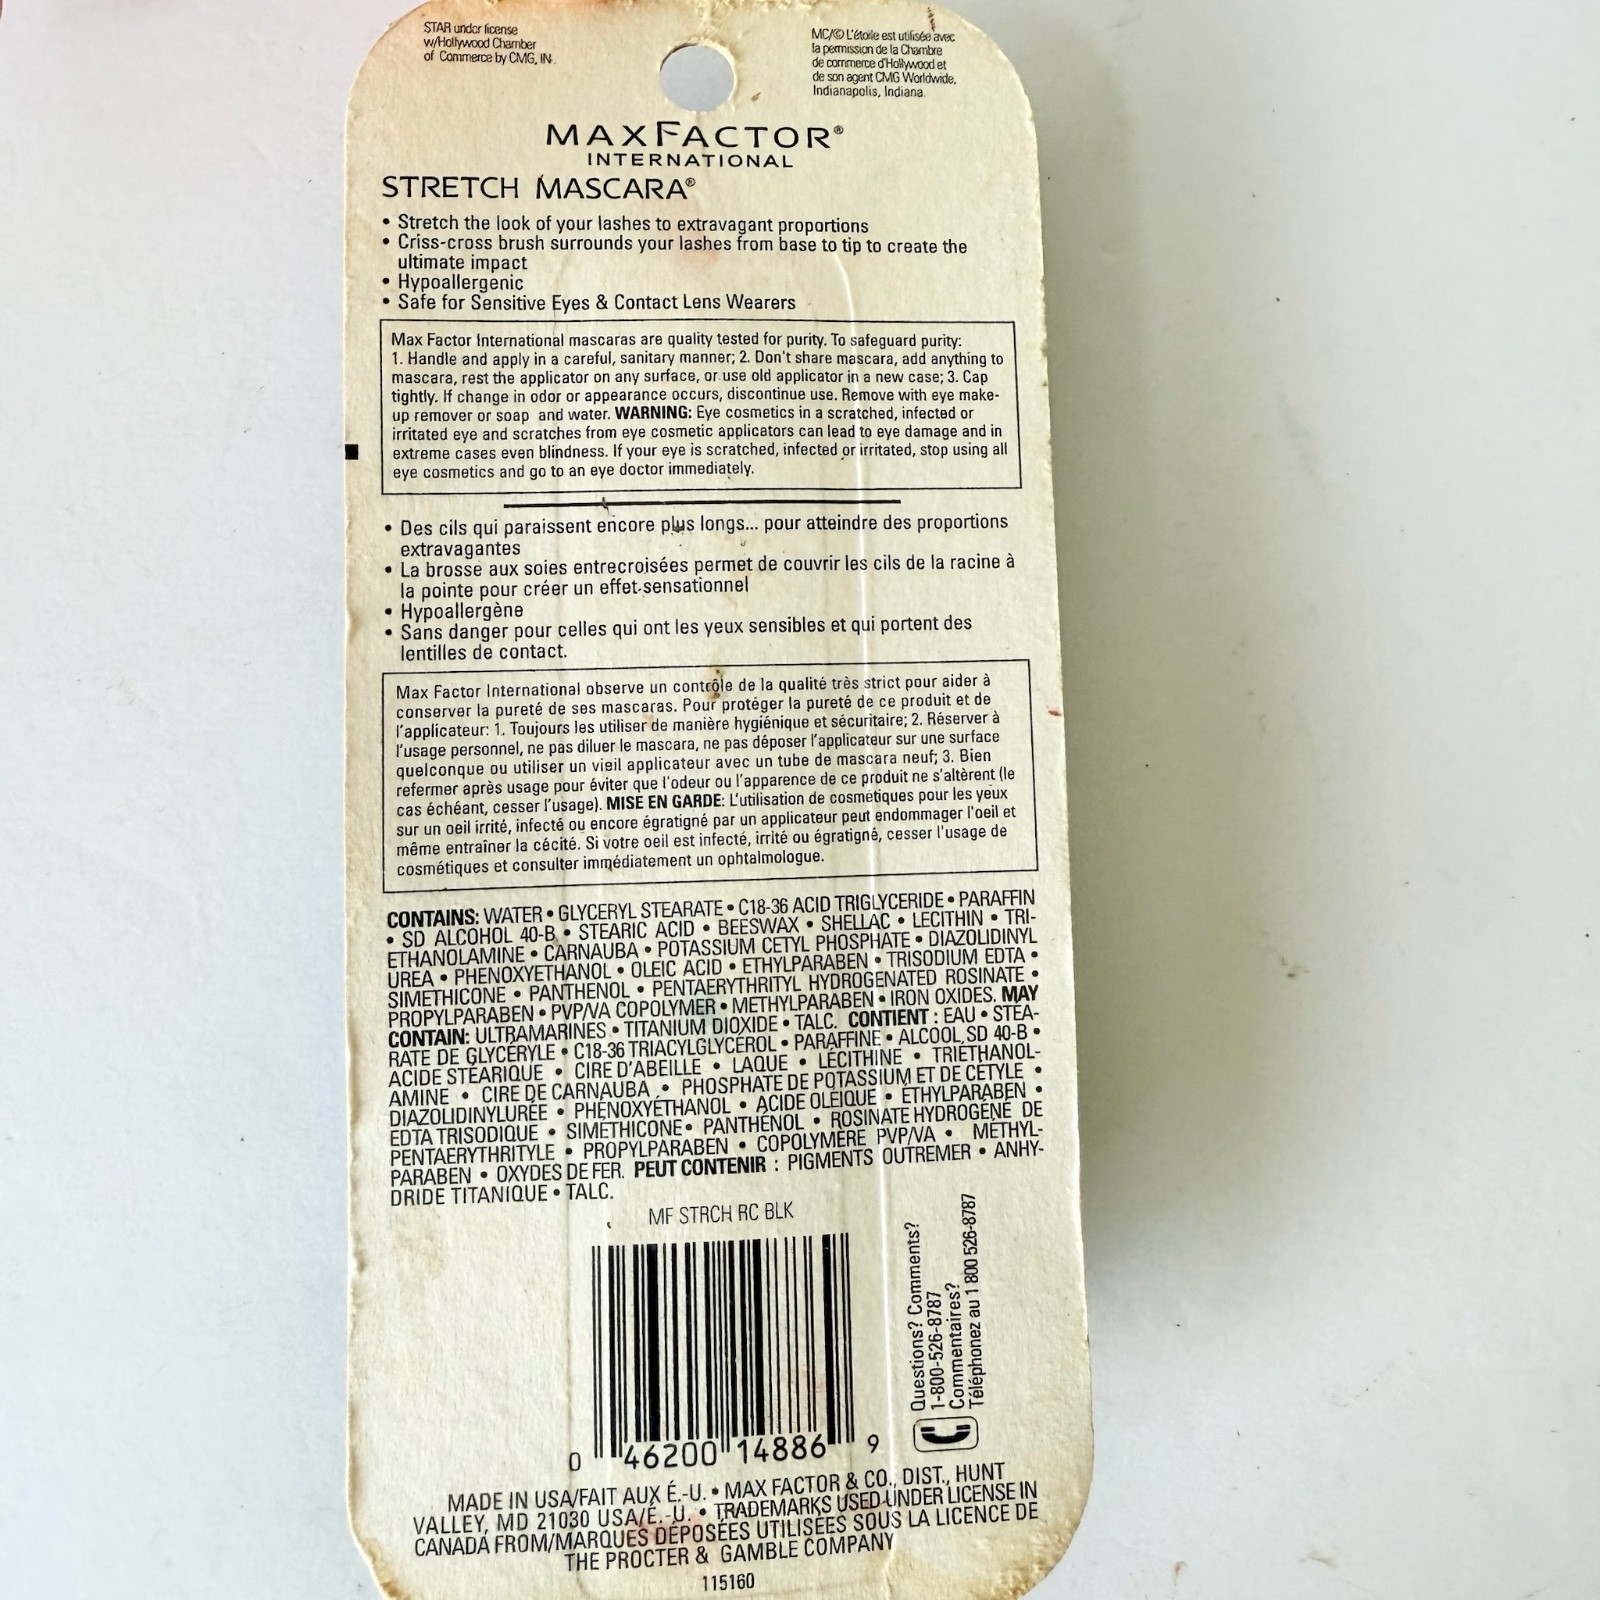 STAR under license
w/Hollywood Chamber
of Commerce by CMG, IN.
MC/© L'étoile est utilisée avec
la permission de la Chambre
de commerce d'Hollywood et
de son agent CMG Worldwide,
Indianapolis, Indiana.
MAXFACTOR®
INTERNATIONAL
STRETCH MASCARA®
• Stretch the look of your lashes to extravagant proportions
• Criss-cross brush surrounds your lashes from base to tip to create the
ultimate impact
• Hypoallergenic
• Safe for Sensitive Eyes & Contact Lens Wearers
Max Factor International mascaras are quality tested for purity. To safeguard purity:
1. Handle and apply in a careful, sanitary manner; 2. Don't share mascara, add anything to
mascara, rest the applicator on any surface, or use old applicator in a new case; 3. Cap
tightly. If change in odor or appearance occurs, discontinue use. Remove with eye make-
up remover or soap and water. WARNING: Eye cosmetics in a scratched, infected or
irritated eye and scratches from eye cosmetic applicators can lead to eye damage and in
extreme cases even blindness. If your eye is scratched, infected or irritated, stop using all
eye cosmetics and go to an eye doctor immediately.
• Des cils qui paraissent encore plus longs... pour atteindre des proportions
extravagantes
• La brosse aux soies entrecroisées permet de couvrir les cils de la racine à
la pointe pour créer un effet-sensationnel
• Hypoallergène
• Sans danger pour celles qui ont les yeux sensibles et qui portent des
lentilles de contact.
Max Factor International observe un contrôle de la qualité très strict pour aider à
conserver la pureté de ses mascaras. Pour protéger la pureté de ce produit et de
l'applicateur: 1. Toujours les utiliser de manière hygiénique et sécuritaire; 2. Réserver à
l'usage personnel, ne pas diluer le mascara, ne pas déposer l'applicateur sur une surface
quelconque ou utiliser un vieil applicateur avec un tube de mascara neuf; 3. Bien
refermer après usage pour éviter que l'odeur ou l'apparence de ce produit ne s'altèrent (le
cas échéant, cesser l'usage). MISE EN GARDE: L'utilisation de cosmétiques pour les yeux
sur un oeil irrité, infecté ou encore égratigné par un applicateur peut endommager l'oeil et
même entraîner la cécité. Si votre oeil est infecté, irrité ou égratigné, cesser l'usage de
cosmétiques et consulter immédiatement un ophtalmologue.
CONTAINS: WATER • GLYCERYL STEARATE • C18-36 ACID TRIGLYCERIDE • PARAFFIN
• SD ALCOHOL 40-B • STEARIC ACID • BEESWAX • SHELLAC • LECITHIN • TRI-
ETHANOLAMINE • CARNAUBA • POTASSIUM CETYL PHOSPHATE • DIAZOLIDINYL
UREA • PHENOXYETHANOL • OLEIC ACID • ETHYLPARABEN • TRISODIUM EDTA •
SIMETHICONE • PANTHENOL • PENTAERYTHRITYL HYDROGENATED ROSINATE •
PROPYLPARABEN • PVP/VA COPOLYMER • METHYLPARABEN • IRON OXIDES. MAY
CONTAIN: ULTRAMARINES • TITANIUM DIOXIDE • TALC. CONTIENT : EAU • STEA-
RATE DE GLYCÉRYLE • C18-36 TRIACYLGLYCÉROL • PARAFFINE • ALCOOL SD 40-B •
ACIDE STÉARIQUE • CIRE D'ABEILLE • LAQUE • LÉCITHINE • TRIÉTHANOL-
AMINE • CIRE DE CARNAUBA • PHOSPHATE DE POTASSIUM ET DE CÉTYLE •
DIAZOLIDINYLURÉE • PHÉNOXYÉTHANOL • ACIDE OLÉIQUE • ÉTHYLPARABEN •
EDTA TRISODIQUE • SIMÉTHICONE • PANTHÉNOL • ROSINATE HYDROGÉNÉ DE
PENTAERYTHRITYLE • PROPYLPARABEN • COPOLYMÈRE PVP/VA • MÉTHYL-
PARABEN • OXYDES DE FER. PEUT CONTENIR : PIGMENTS OUTREMER • ANHY-
DRIDE TITANIQUE • TALC.
MF STRCH RC BLK
0 46200 14886 9
Questions? Comments?
1-800-526-8787
Commentaires?
Téléphonez au 1 800 526-8787
MADE IN USA/FAIT AUX É.-U. • MAX FACTOR & CO., DIST., HUNT
VALLEY, MD 21030 USA/É.-U. • TRADEMARKS USED UNDER LICENSE IN
CANADA FROM/MARQUES DÉPOSÉES UTILISÉES SOUS LA LICENCE DE
THE PROCTER & GAMBLE COMPANY
115160